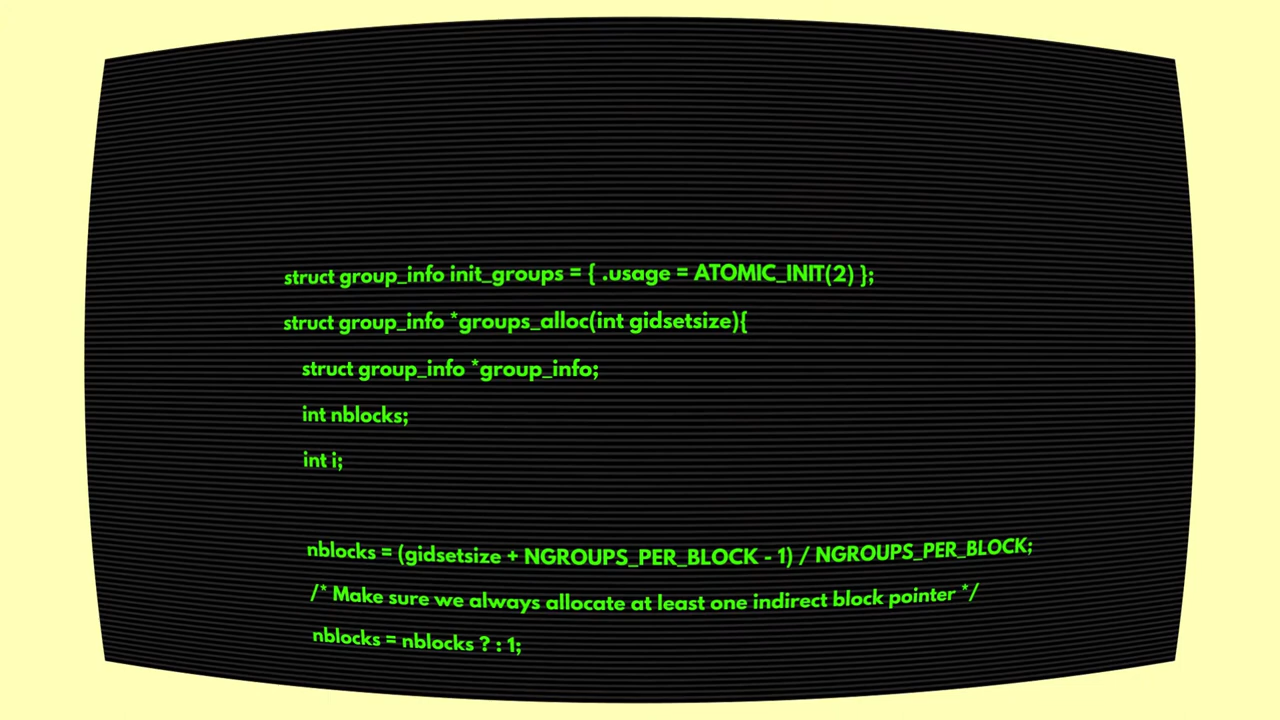 struct group_info init_groups = { .usage = ATOMIC_INIT(2) };
struct group_info *groups_alloc(int gidsetsize){
struct group_info *group_info;
int nblocks;
int i;
nblocks = (gidsetsize + NGROUPS_PER_BLOCK - 1) / NGROUPS_PER_BLOCK;
/* Make sure we always allocate at least one indirect block pointer */
nblocks = nblocks ? : 1;